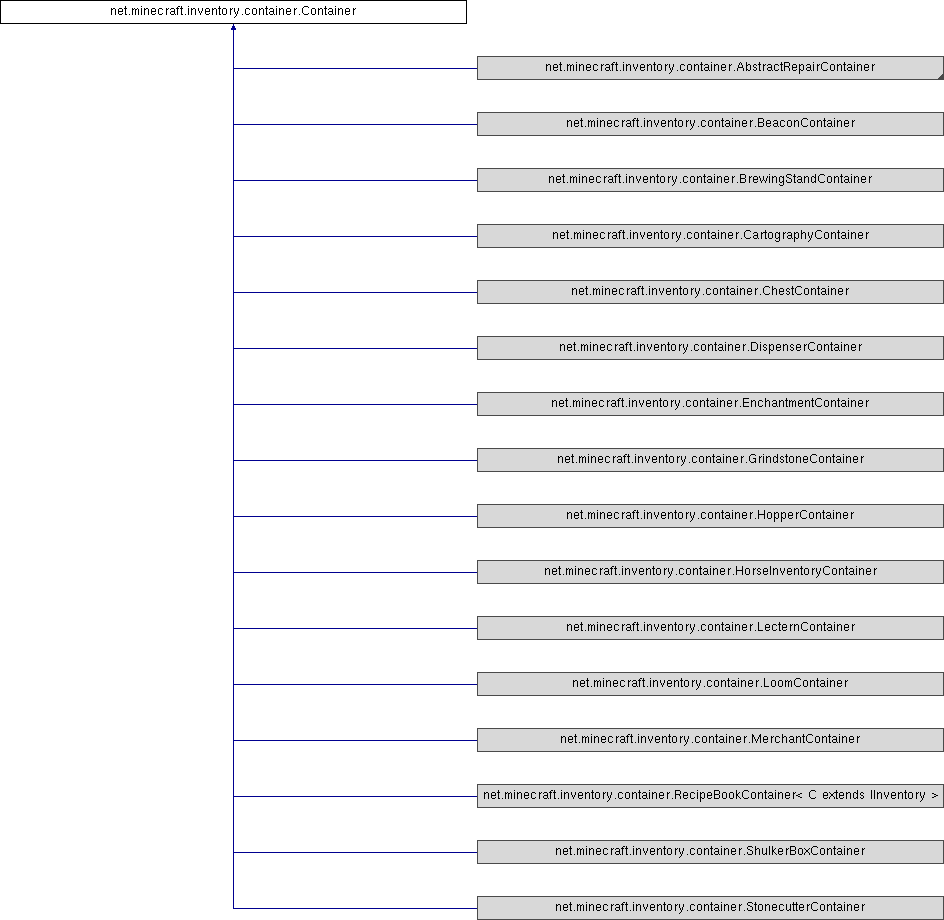 net.minecraft.inventory.container.Container
net.minecraft.inventory.container.AbstractRepairContainer
net.minecraft.inventory.container.BeaconContainer
net.minecraft.inventory.container.BrewingStandContainer
net.minecraft.inventory.container.CartographyContainer
net.minecraft.inventory.container.ChestContainer
net.minecraft.inventory.container.DispenserContainer
net.minecraft.inventory.container.EnchantmentContainer
net.minecraft.inventory.container.GrindstoneContainer
net.minecraft.inventory.container.HopperContainer
net.minecraft.inventory.container.HorseInventoryContainer
net.minecraft.inventory.container.LecternContainer
net.minecraft.inventory.container.LoomContainer
net.minecraft.inventory.container.MerchantContainer
net.minecraft.inventory.container.RecipeBookContainer< C extends IInventory >
net.minecraft.inventory.container.ShulkerBoxContainer
net.minecraft.inventory.container.StonecutterContainer